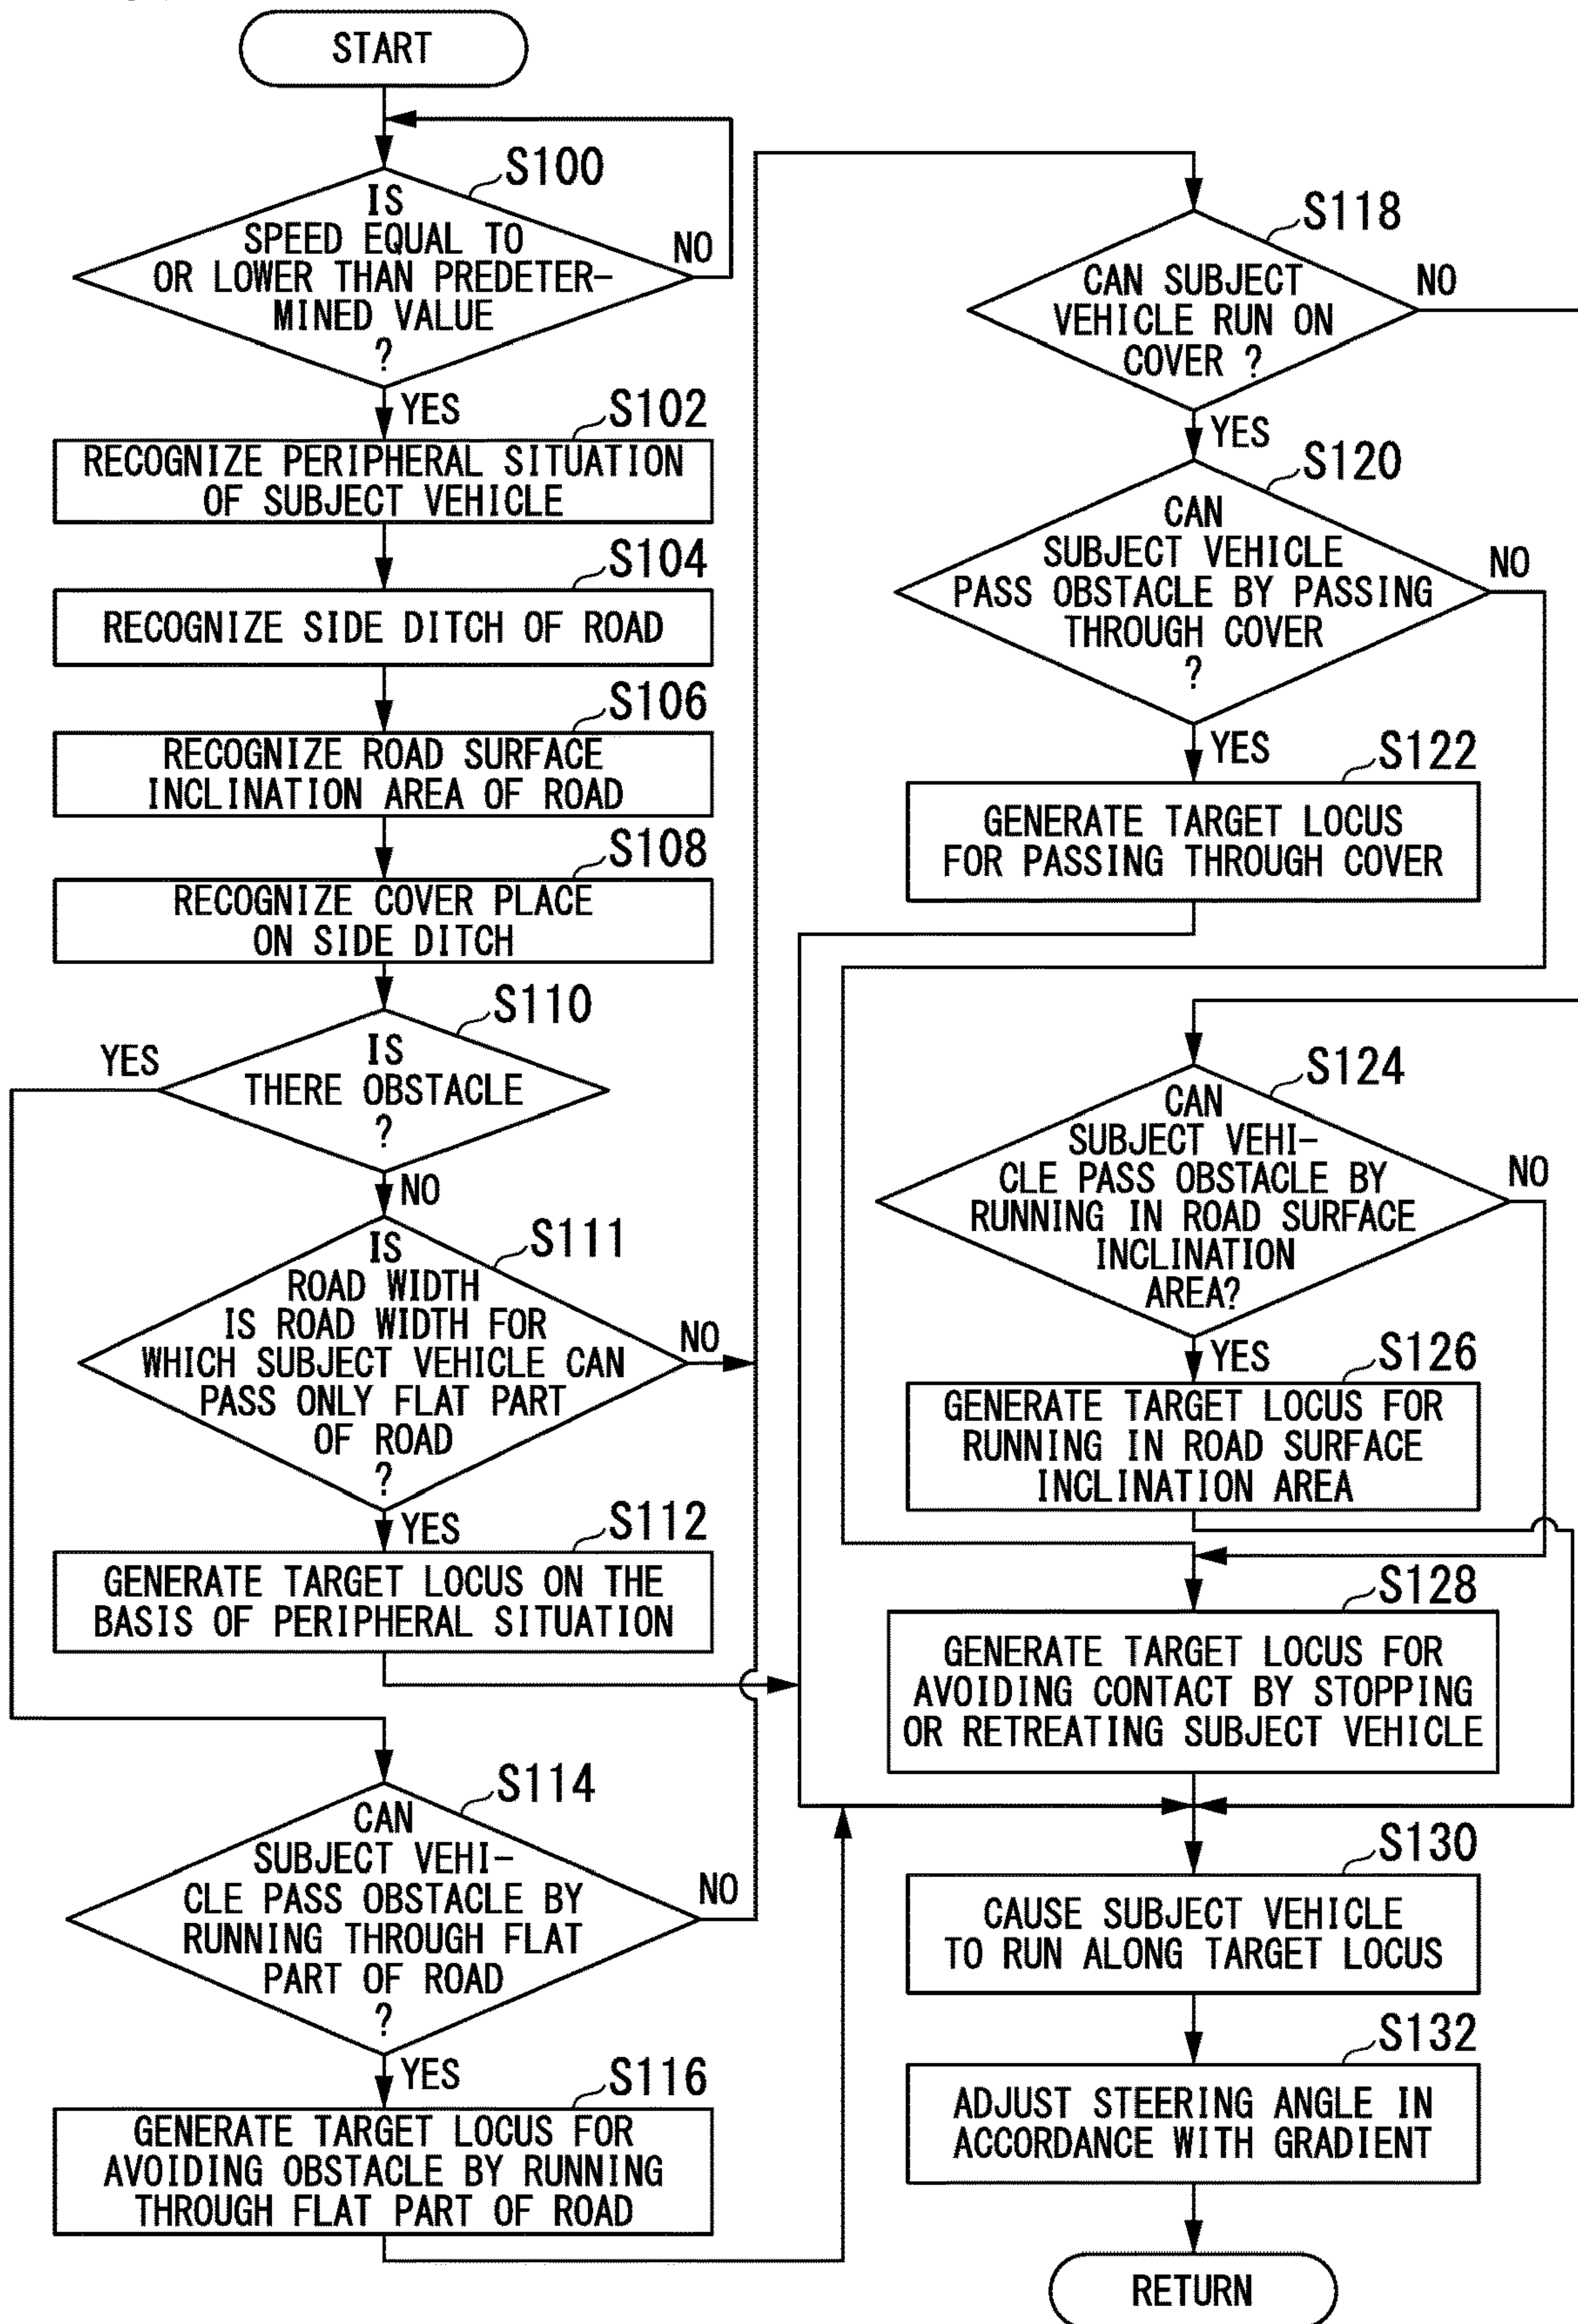 START
S100
IS
SPEED EQUAL TO
OR LOWER THAN PREDETER-
MINED VALUE
?
NO
YES
S102
RECOGNIZE PERIPHERAL SITUATION
OF SUBJECT VEHICLE
S104
RECOGNIZE SIDE DITCH OF ROAD
S106
RECOGNIZE ROAD SURFACE
INCLINATION AREA OF ROAD
S108
RECOGNIZE COVER PLACE
ON SIDE DITCH
S110
IS
THERE OBSTACLE
?
YES
NO
S111
IS
ROAD WIDTH
IS ROAD WIDTH FOR
WHICH SUBJECT VEHICLE CAN
PASS ONLY FLAT PART
OF ROAD
?
NO
YES
S112
GENERATE TARGET LOCUS ON THE
BASIS OF PERIPHERAL SITUATION
S114
CAN
SUBJECT VEHI-
CLE PASS OBSTACLE BY
RUNNING THROUGH FLAT
PART OF ROAD
?
NO
YES
S116
GENERATE TARGET LOCUS FOR
AVOIDING OBSTACLE BY RUNNING
THROUGH FLAT PART OF ROAD
S118
CAN SUBJECT
VEHICLE RUN ON
COVER ?
NO
YES
S120
CAN
SUBJECT VEHICLE
PASS OBSTACLE BY PASSING
THROUGH COVER
?
NO
YES
S122
GENERATE TARGET LOCUS
FOR PASSING THROUGH COVER
S124
CAN
SUBJECT VEHI-
CLE PASS OBSTACLE BY
RUNNING IN ROAD SURFACE
INCLINATION
AREA?
NO
YES
S126
GENERATE TARGET LOCUS FOR
RUNNING IN ROAD SURFACE
INCLINATION AREA
S128
GENERATE TARGET LOCUS FOR
AVOIDING CONTACT BY STOPPING
OR RETREATING SUBJECT VEHICLE
S130
CAUSE SUBJECT VEHICLE
TO RUN ALONG TARGET LOCUS
S132
ADJUST STEERING ANGLE IN
ACCORDANCE WITH GRADIENT
RETURN